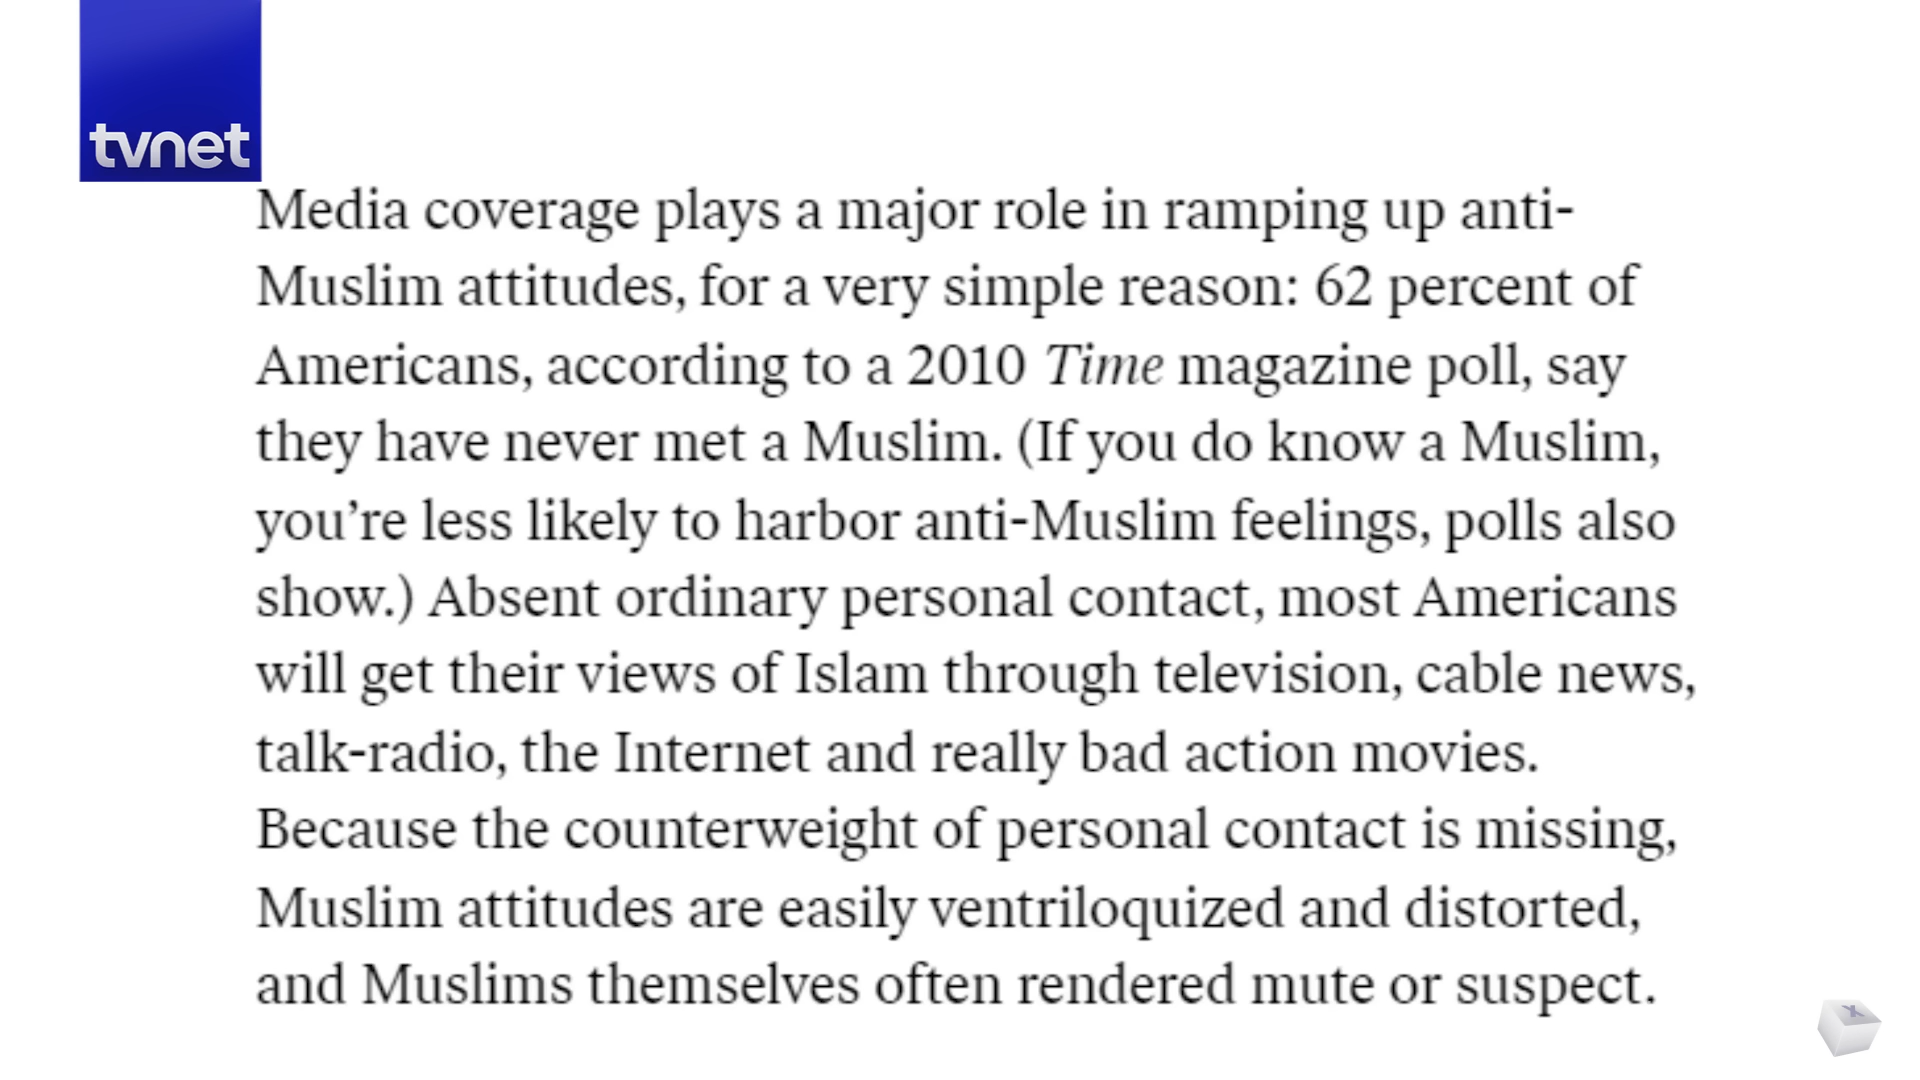 tvnet
Media coverage plays a major role in ramping up anti-
Muslim attitudes, for a very simple reason: 62 percent of
Americans, according to a 2010 Time magazine poll, say
they have never met a Muslim. (If you do know a Muslim,
you’re less likely to harbor anti-Muslim feelings, polls also
show.) Absent ordinary personal contact, most Americans
will get their views of Islam through television, cable news,
talk-radio, the Internet and really bad action movies.
Because the counterweight of personal contact is missing,
Muslim attitudes are easily ventriloquized and distorted,
and Muslims themselves often rendered mute or suspect.